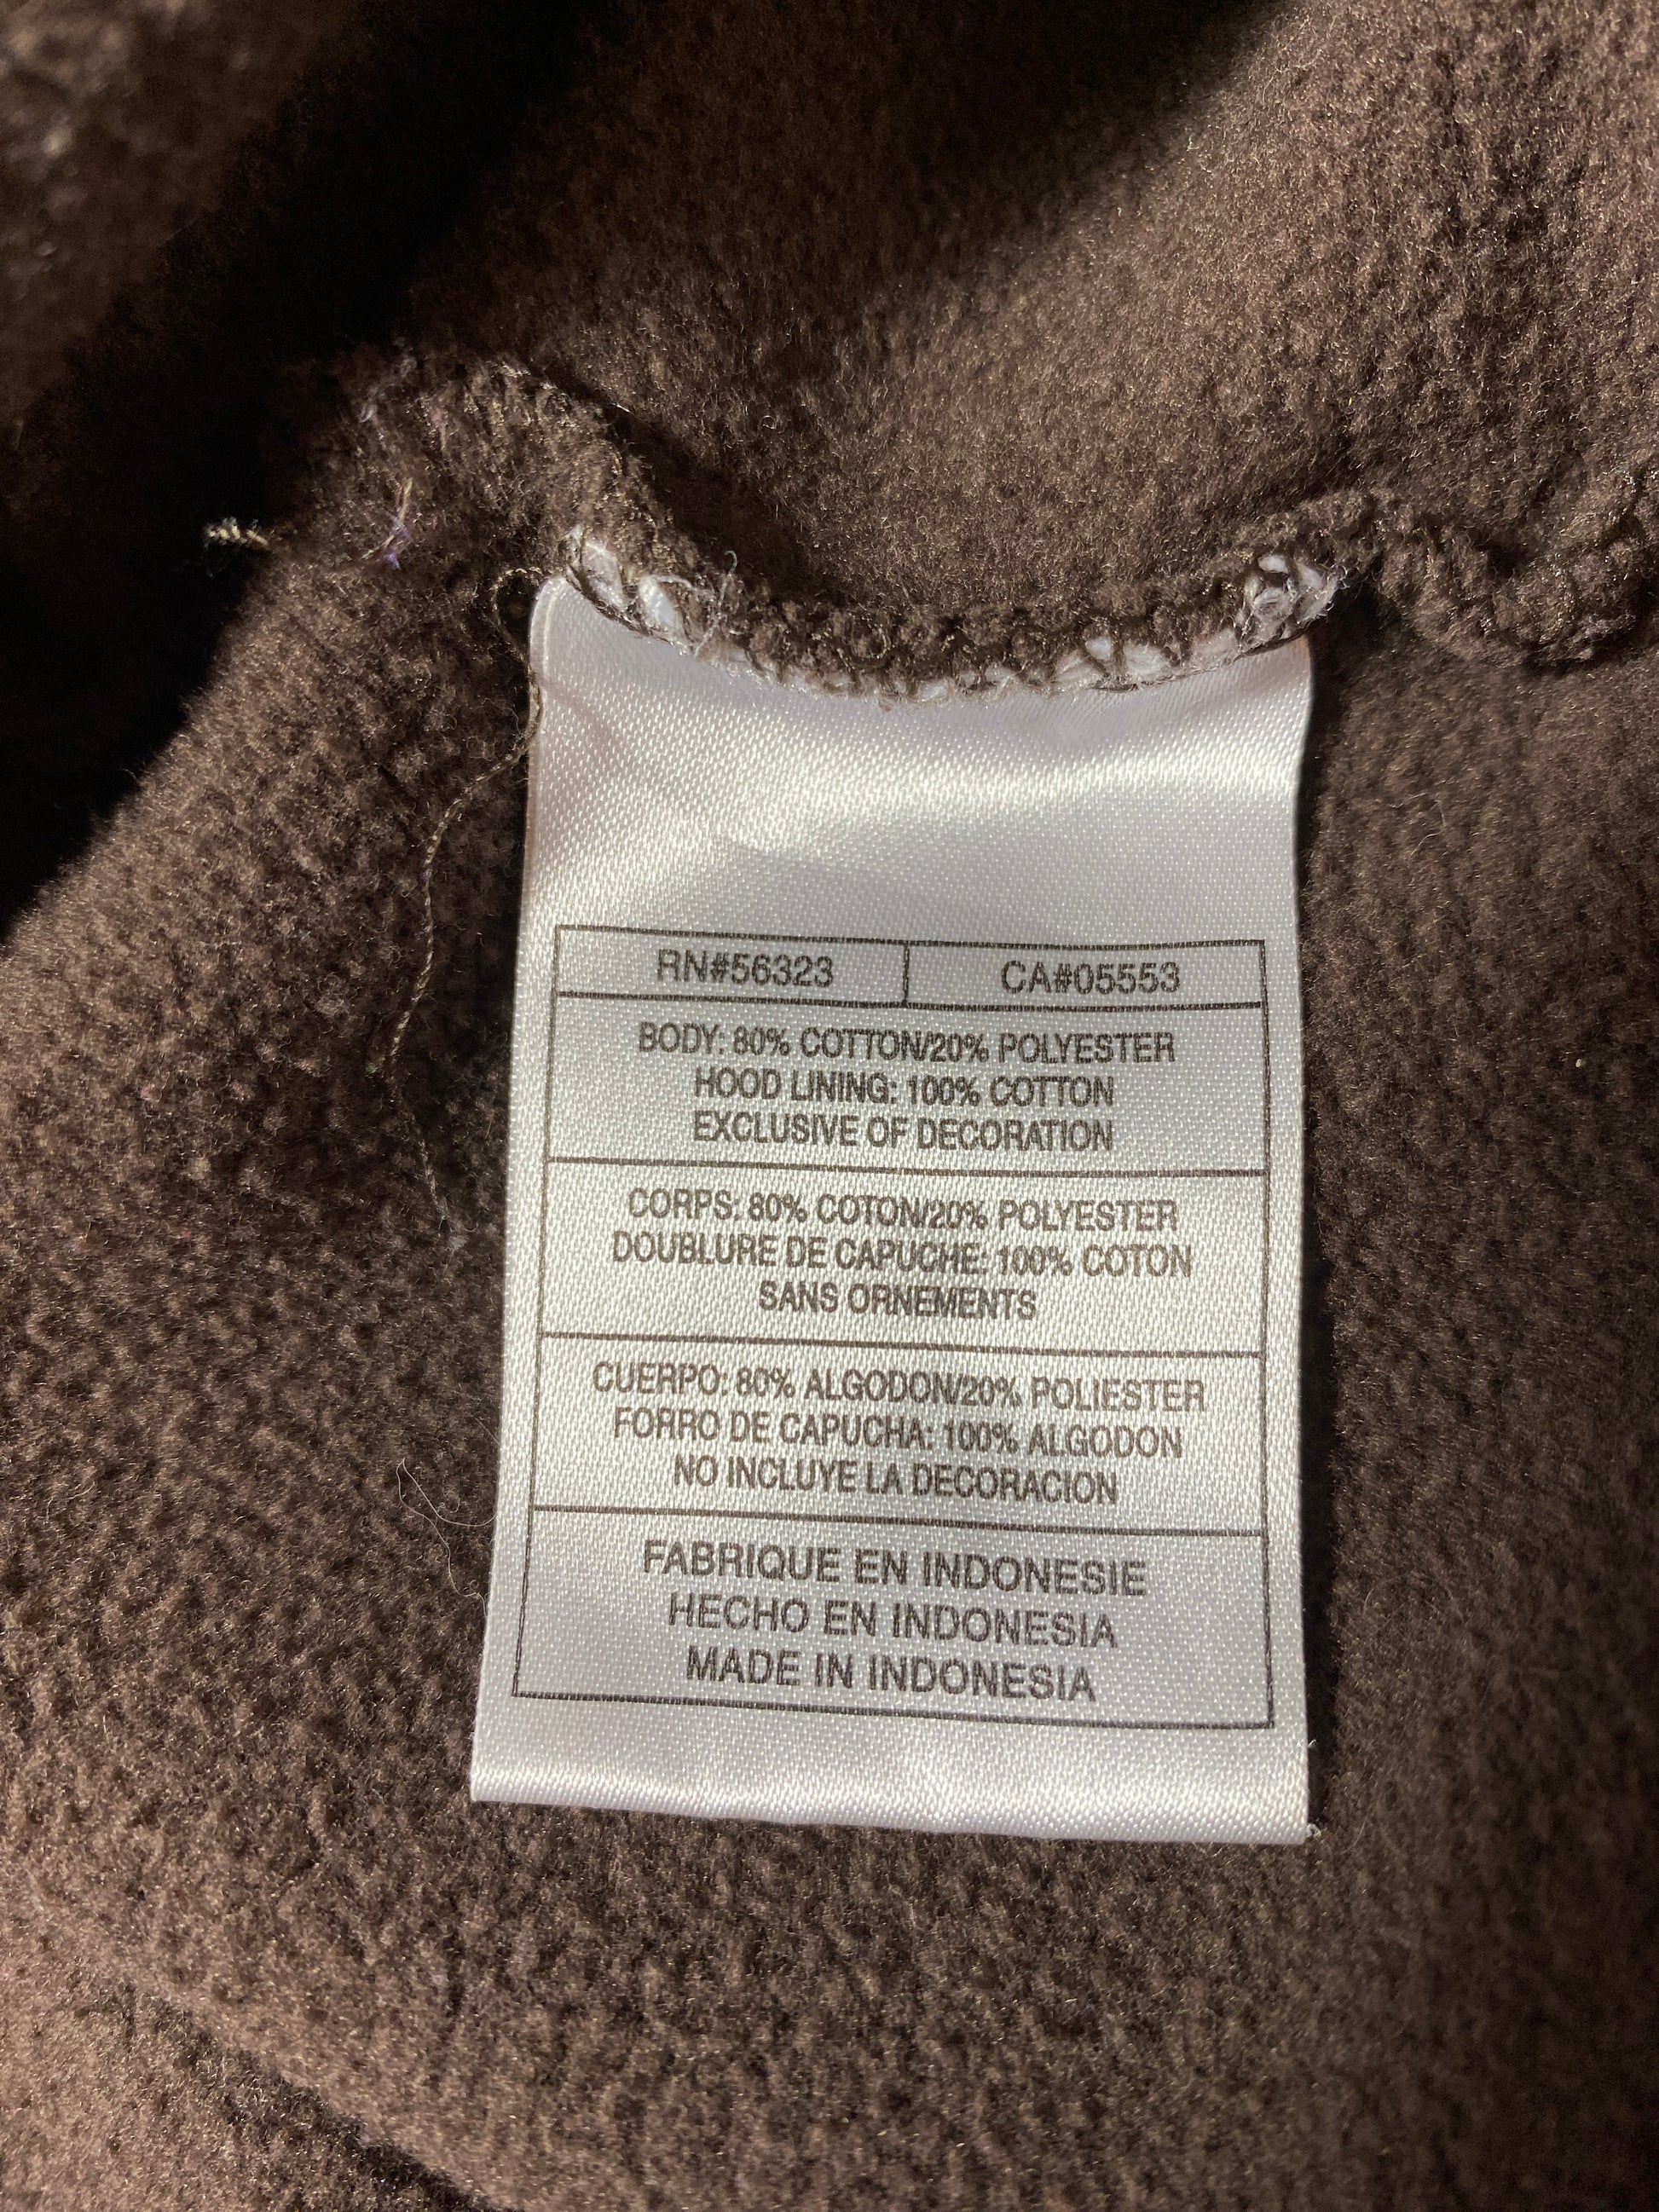 RN#56323 CA#05553
BODY: 80% COTTON/20% POLYESTER
HOOD LINING: 100% COTTON
EXCLUSIVE OF DECORATION
CORPS: 80% COTON/20% POLYESTER
DOUBLURE DE CAPUCHE: 100% COTON
SANS ORNEMENTS
CUERPO: 80% ALGODON/20% POLIESTER
FORRO DE CAPUCHA: 100% ALGODON
NO INCLUYE LA DECORACION
FABRIQUE EN INDONESIE
HECHO EN INDONESIA
MADE IN INDONESIA